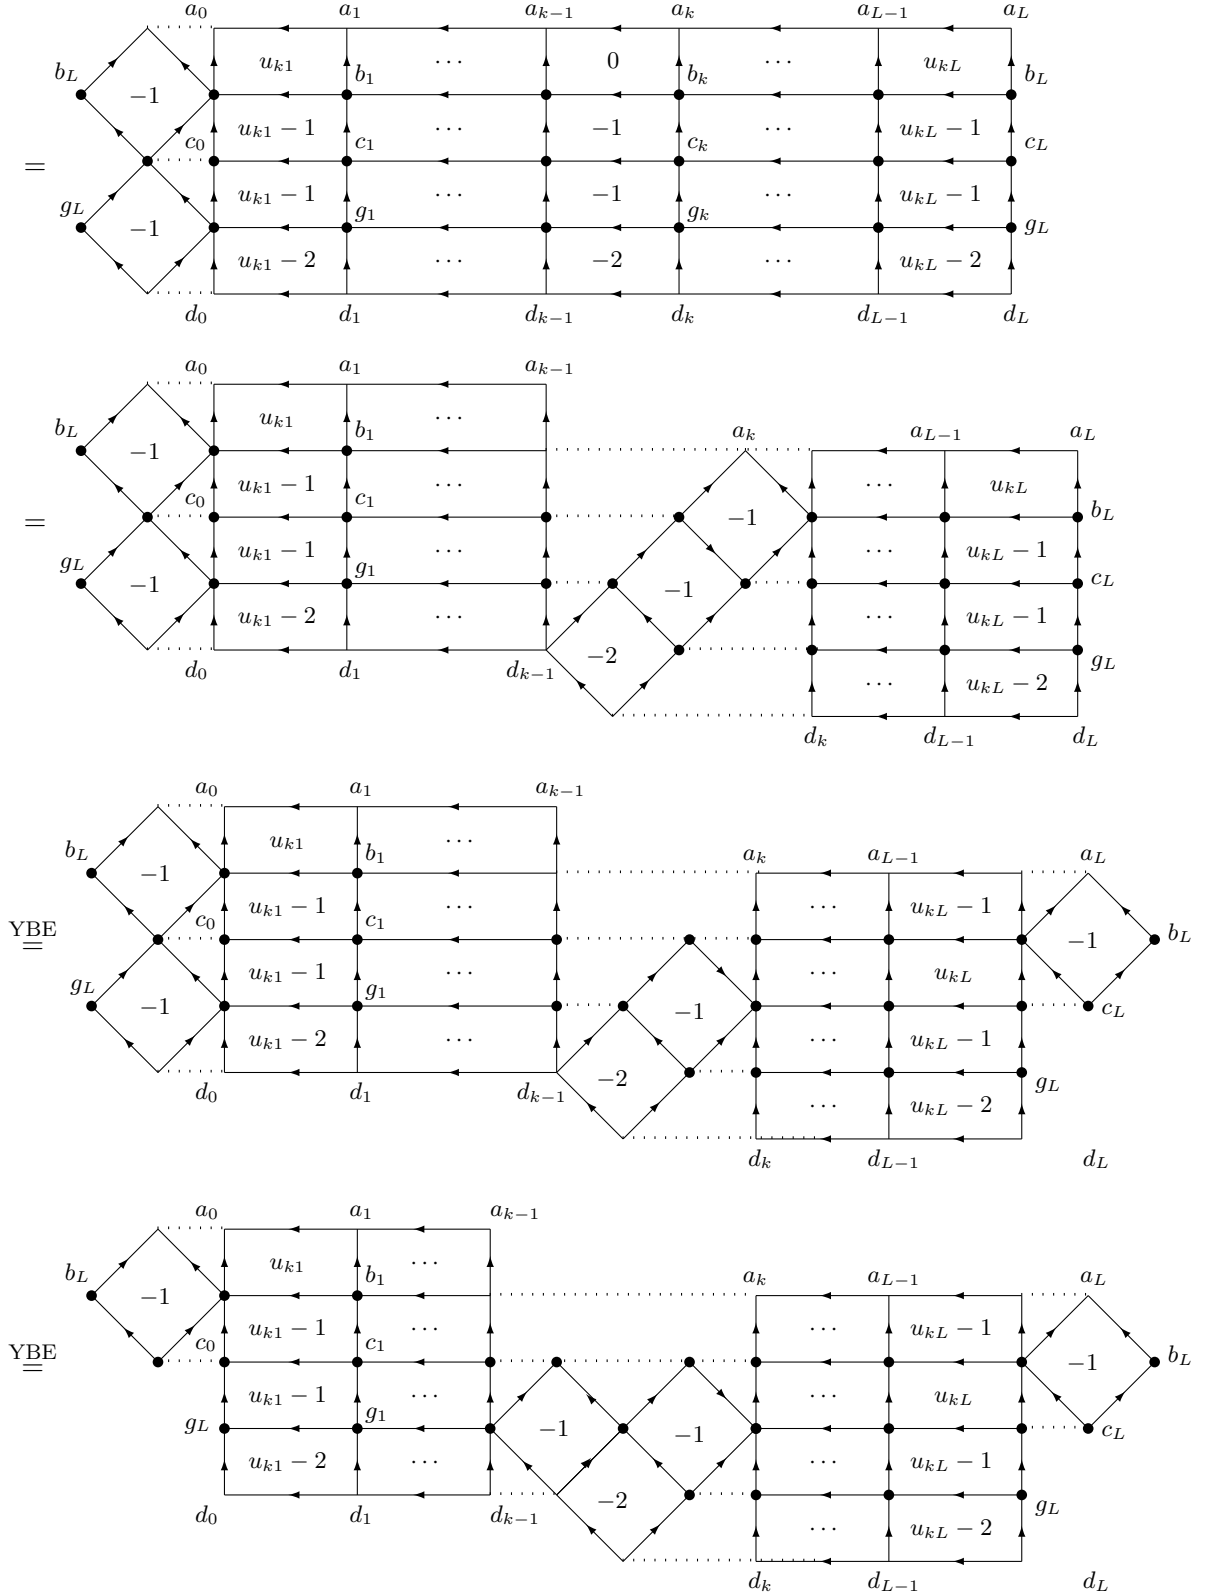 a_0 a_1 a_{k-1} a_k a_{L-1} a_L
u_{k1} ⋯ 0 ⋯ u_{kL}
b_L −1 b_1 b_k b_L
u_{k1} − 1 ⋯ −1 ⋯ u_{kL} − 1
= c_0 c_1 c_k c_L
u_{k1} − 1 ⋯ −1 ⋯ u_{kL} − 1
g_L −1 g_1 g_k g_L
u_{k1} − 2 ⋯ −2 ⋯ u_{kL} − 2
d_0 d_1 d_{k-1} d_k d_{L-1} d_L
a_0 a_1 a_{k-1}
u_{k1} ⋯ a_k a_{L-1} a_L
b_L −1 b_1
u_{k1} − 1 ⋯ ⋯ u_{kL}
= c_0 c_1 −1 b_L
u_{k1} − 1 ⋯ ⋯ u_{kL} − 1
g_L −1 g_1 −1 c_L
u_{k1} − 2 ⋯ ⋯ u_{kL} − 1
d_0 d_1 d_{k-1} −2 g_L
⋯ u_{kL} − 2
d_k d_{L-1} d_L
a_0 a_1 a_{k-1}
u_{k1} ⋯ a_k a_{L-1} a_L
b_L −1 b_1
u_{k1} − 1 ⋯ ⋯ u_{kL} − 1
YBE
= c_0 c_1 −1 b_L
u_{k1} − 1 ⋯ ⋯ u_{kL}
g_L −1 g_1 −1 c_L
u_{k1} − 2 ⋯ ⋯ u_{kL} − 1
d_0 d_1 d_{k-1} −2 g_L
⋯ u_{kL} − 2
d_k d_{L-1} d_L
a_0 a_1 a_{k-1}
u_{k1} ⋯ a_k a_{L-1} a_L
b_L −1 b_1
u_{k1} − 1 ⋯ ⋯ u_{kL} − 1
YBE
= c_0 c_1 −1 b_L
u_{k1} − 1 ⋯ ⋯ u_{kL}
g_L g_1 −1 −1 c_L
u_{k1} − 2 ⋯ ⋯ u_{kL} − 1
d_0 d_1 d_{k-1} −2 g_L
⋯ u_{kL} − 2
d_k d_{L-1} d_L